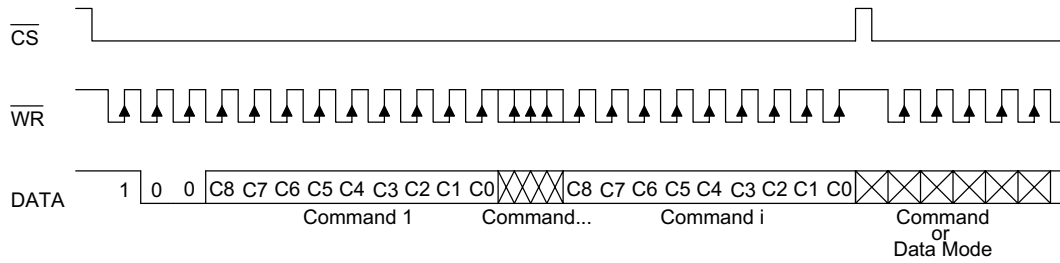 CS
WR
DATA 1 0 0 C8 C7 C6 C5 C4 C3 C2 C1 C0 C8 C7 C6 C5 C4 C3 C2 C1 C0
Command 1 Command... Command i Command
or
Data Mode